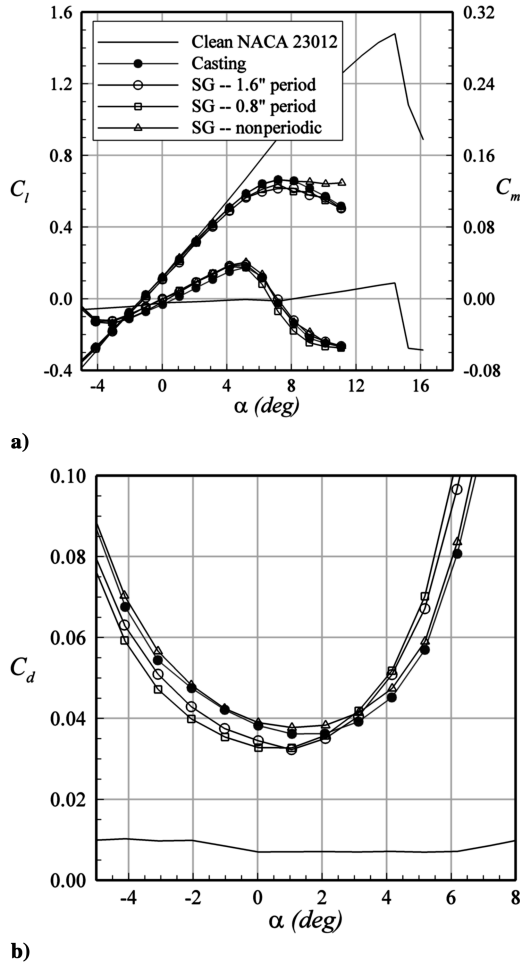 1.6
1.2
0.8
0.4
0.0
-0.4
C_l
0.32
0.24
0.16
0.08
0.00
-0.08
C_m
Clean NACA 23012
Casting
SG -- 1.6" period
SG -- 0.8" period
SG -- nonperiodic
-4 0 4 8 12 16
α (deg)
a)
0.10
0.08
0.06
0.04
0.02
0.00
C_d
-4 -2 0 2 4 6 8
α (deg)
b)